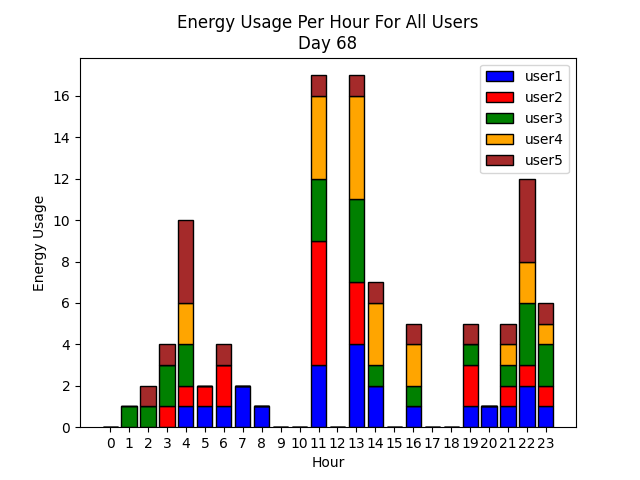 Energy Usage Per Hour For All Users
Day 68
user1
user2
user3
user4
user5
Energy Usage
16
14
12
10
8
6
4
2
0
0 1 2 3 4 5 6 7 8 9 10 11 12 13 14 15 16 17 18 19 20 21 22 23
Hour